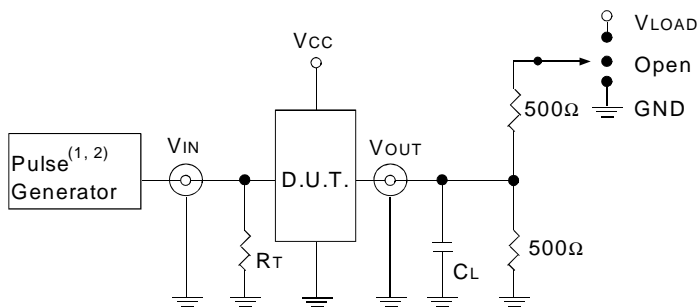 VLOAD
VCC
Open
500Ω
GND
VIN
VOUT
Pulse(1, 2)
Generator
D.U.T.
RT
CL
500Ω